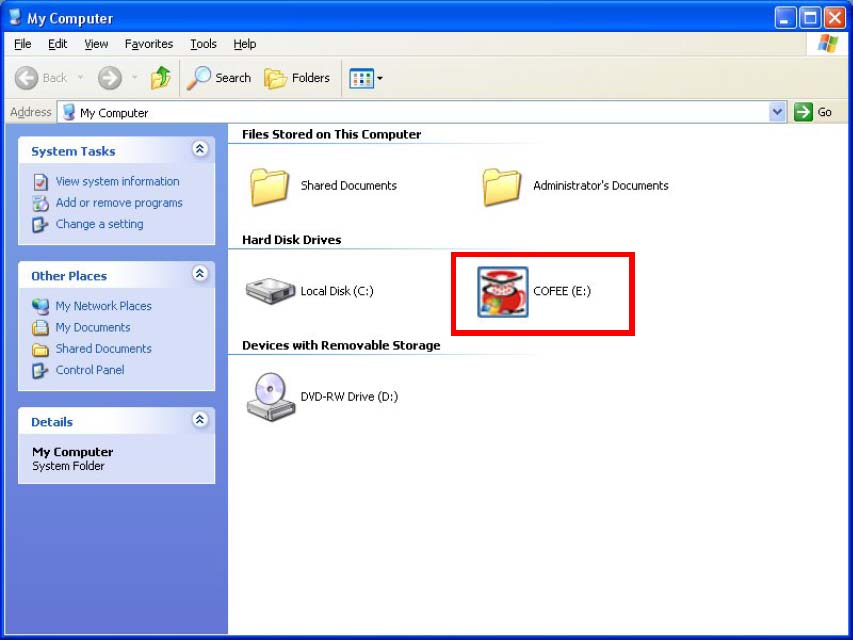 My Computer
File Edit View Favorites Tools Help
Back Search Folders
Address My Computer Go
System Tasks
View system information
Add or remove programs
Change a setting
Other Places
My Network Places
My Documents
Shared Documents
Control Panel
Details
My Computer
System Folder
Files Stored on This Computer
Shared Documents Administrator's Documents
Hard Disk Drives
Local Disk (C:) COFEE (E:)
Devices with Removable Storage
DVD-RW Drive (D:)